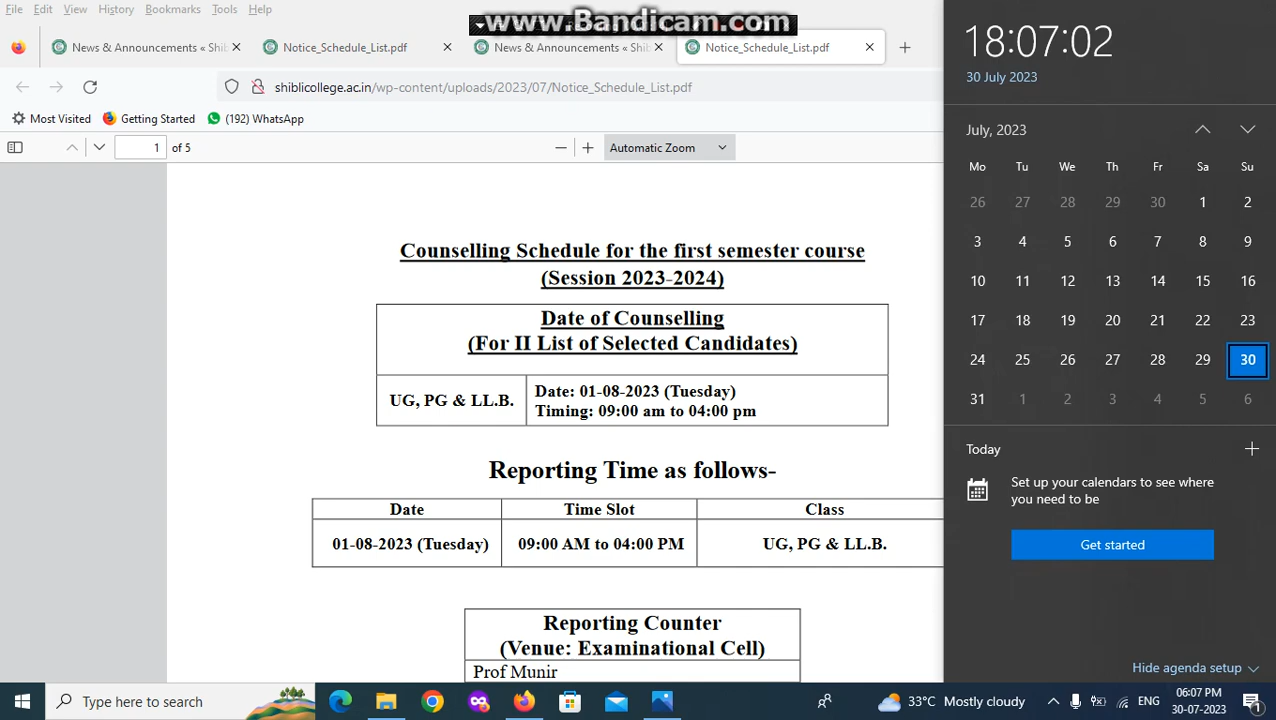 File Edit View History Bookmarks Tools Help
www.Bandicam.com
News & Announcements « Shib
Notice_Schedule_List.pdf
News & Announcements « Shib
Notice_Schedule_List.pdf
shiblicollege.ac.in/wp-content/uploads/2023/07/Notice_Schedule_List.pdf
Most Visited Getting Started (192) WhatsApp
1 of 5 Automatic Zoom
Counselling Schedule for the first semester course
(Session 2023-2024)
Date of Counselling
(For II List of Selected Candidates)
UG, PG & LL.B.
Date: 01-08-2023 (Tuesday)
Timing: 09:00 am to 04:00 pm
Reporting Time as follows-
Date Time Slot Class
01-08-2023 (Tuesday) 09:00 AM to 04:00 PM UG, PG & LL.B.
Reporting Counter
(Venue: Examinational Cell)
Prof Munir
18:07:02
30 July 2023
July, 2023
Mo Tu We Th Fr Sa Su
26 27 28 29 30 1 2
3 4 5 6 7 8 9
10 11 12 13 14 15 16
17 18 19 20 21 22 23
24 25 26 27 28 29 30
31 1 2 3 4 5 6
Today
Set up your calendars to see where
you need to be
Get started
Hide agenda setup
Type here to search
33°C Mostly cloudy
ENG
06:07 PM
30-07-2023
1